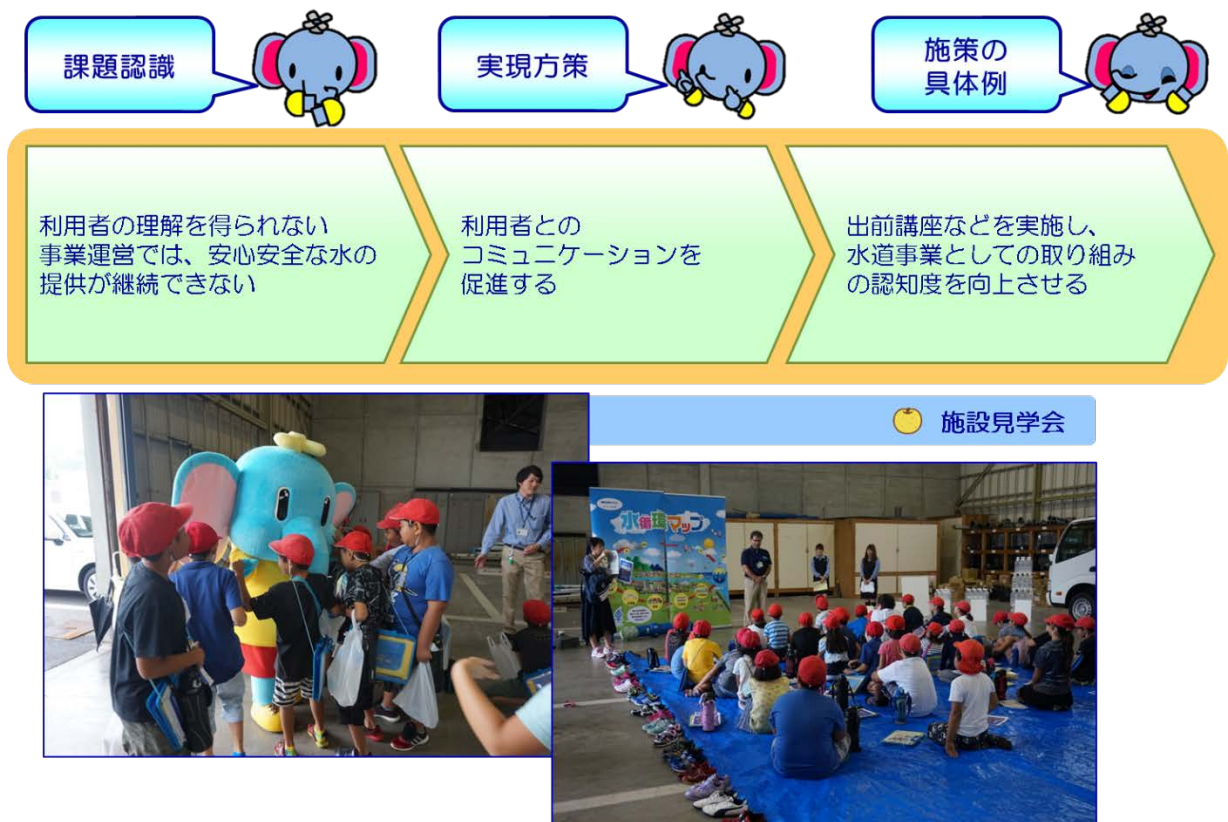 課題認識
実現方策
施策の
具体例
利用者の理解を得られない
事業運営では、安心安全な水の
提供が継続できない
利用者との
コミュニケーションを
促進する
出前講座などを実施し、
水道事業としての取り組み
の認知度を向上させる
施設見学会
水循環マップ